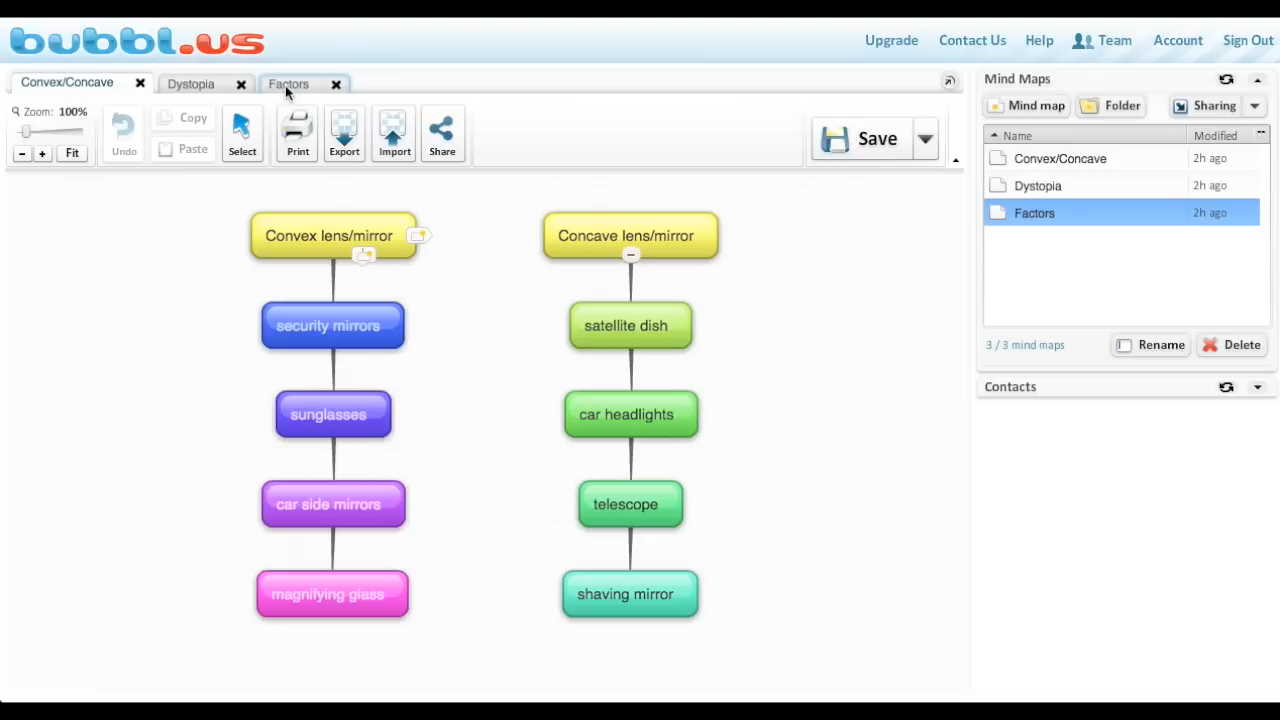 bubbl.us
Upgrade Contact Us Help Team Account Sign Out
Convex/Concave Dystopia Factors
Zoom: 100%
Fit
Undo
Copy
Paste
Select
Print
Export
Import
Share
Save
Mind Maps
Mind map Folder Sharing
Name Modified
Convex/Concave 2h ago
Dystopia 2h ago
Factors 2h ago
3 / 3 mind maps Rename Delete
Contacts
Convex lens/mirror
security mirrors
sunglasses
car side mirrors
magnifying glass
Concave lens/mirror
satellite dish
car headlights
telescope
shaving mirror